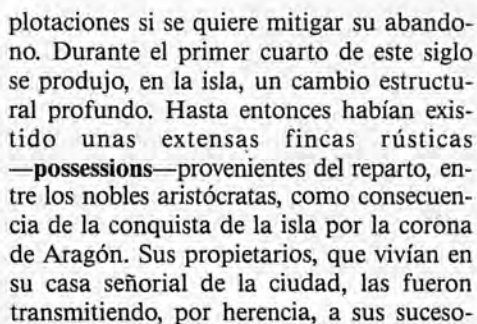 plotaciones si se quiere mitigar su abando-
no. Durante el primer cuarto de este siglo
se produjo, en la isla, un cambio estructu-
ral profundo. Hasta entonces habían exis-
tido unas extensas fincas rústicas
—possessions—provenientes del reparto, en-
tre los nobles aristócratas, como consecuen-
cia de la conquista de la isla por la corona
de Aragón. Sus propietarios, que vivían en
su casa señorial de la ciudad, las fueron
transmitiendo, por herencia, a sus suceso-